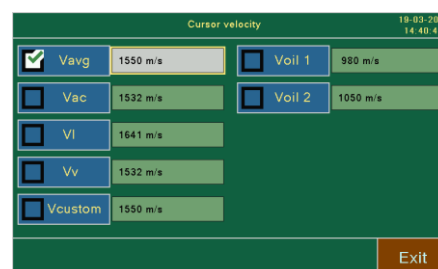 Cursor velocity
19-03-20
14:40:4
Vavg 1550 m/s
Voil 1 980 m/s
Vac 1532 m/s
Voil 2 1050 m/s
Vl 1641 m/s
Vv 1532 m/s
Vcustom 1550 m/s
Exit